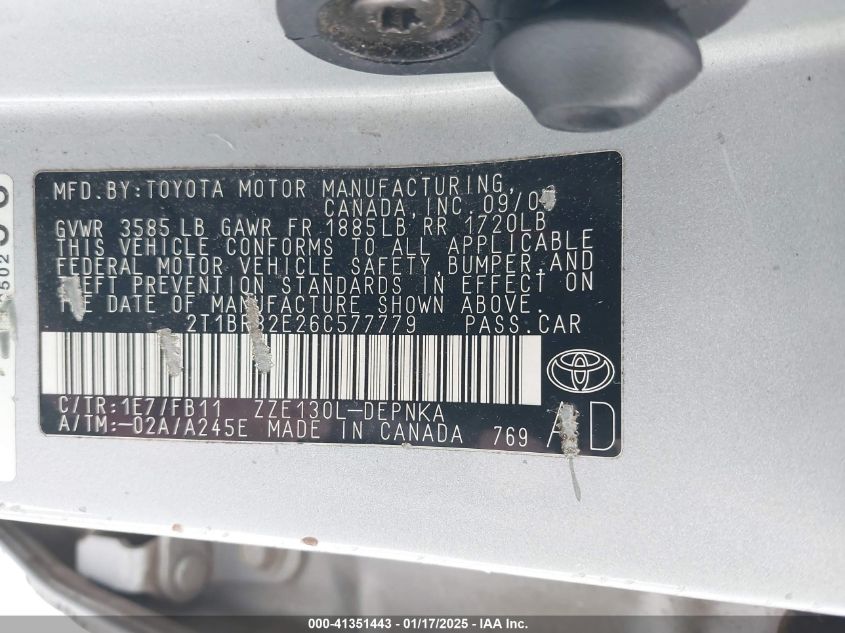 MFD. BY: TOYOTA MOTOR MANUFACTURING,
CANADA, INC.
GVWR 3585 LB GAWR FR 1885LB RR 1720LB
THIS VEHICLE CONFORMS TO ALL APPLICABLE
FEDERAL MOTOR VEHICLE SAFETY, BUMPER, AND
THEFT PREVENTION STANDARDS IN EFFECT ON
THE DATE OF MANUFACTURE SHOWN ABOVE.
PASS. CAR
C/TR: 1E7/FB11 ZZE130L-DEPNKA
A/TM: -02A/A245E MADE IN CANADA 769
D
000-41351443 - 01/17/2025 - IAA Inc.